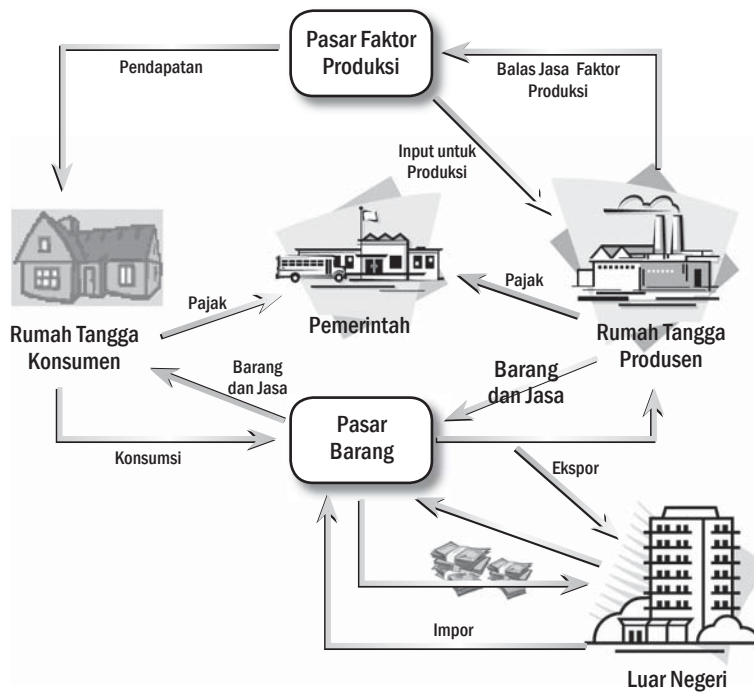 Pasar Faktor
Produksi
Pendapatan
Balas Jasa Faktor
Produksi
Input untuk
Produksi
Pajak
Pemerintah
Pajak
Rumah Tangga
Konsumen
Rumah Tangga
Produsen
Barang
dan Jasa
Barang
dan Jasa
Pasar
Barang
Konsumsi
Ekspor
Impor
Luar Negeri